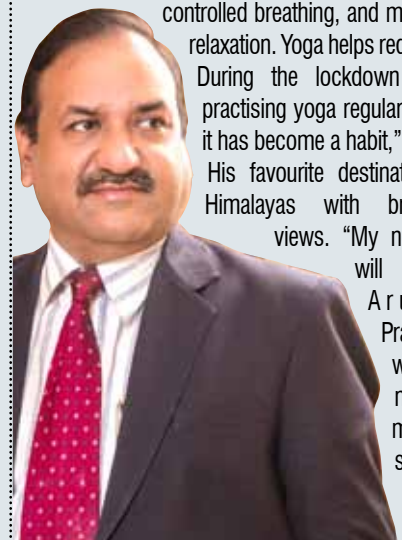 controlled breathing, and m
relaxation. Yoga helps red
During the lockdown
practising yoga regular
it has become a habit,”
His favourite destinat
Himalayas with br
views. “My n
will
Aru
Pra
w
n
m
s